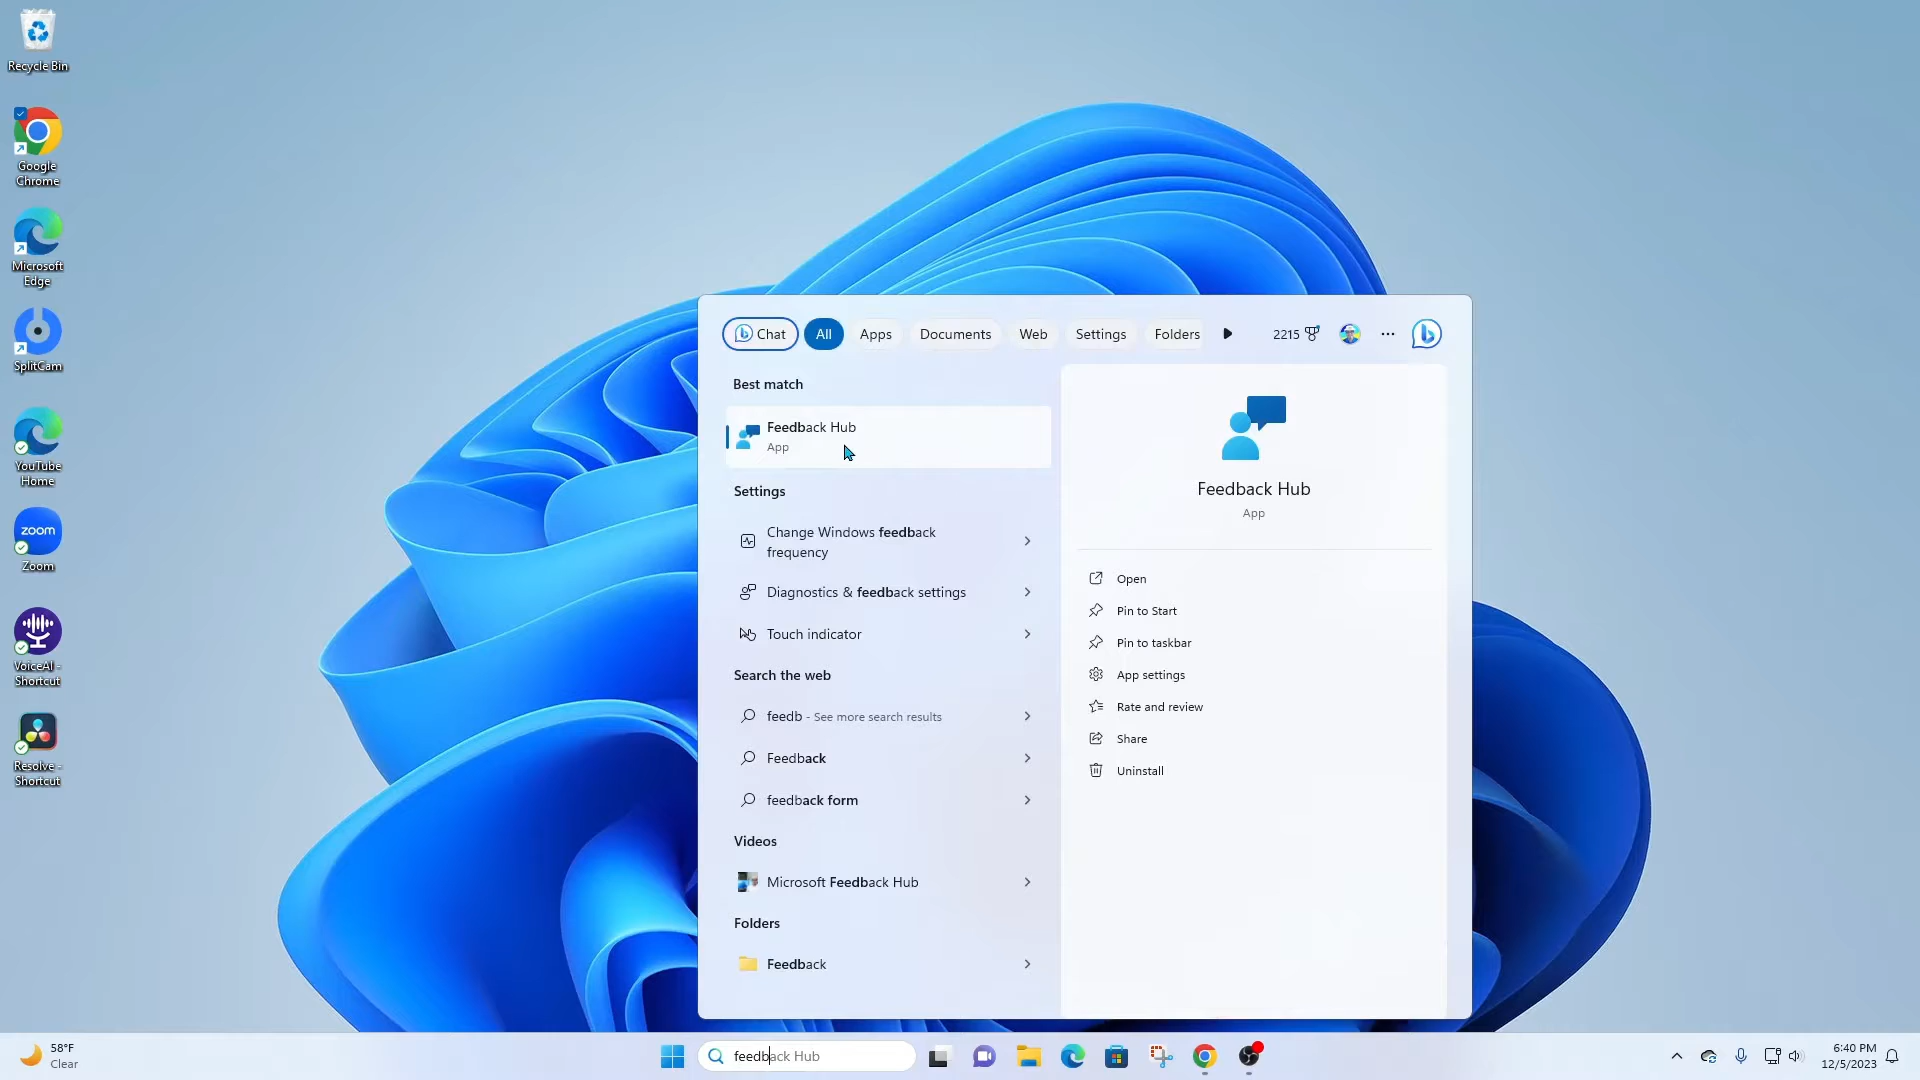 Recycle Bin
Google
Chrome
Microsoft
Edge
SplitCam
YouTube
Home
zoom
Zoom
VoiceAI -
Shortcut
Resolve -
Shortcut
Chat
All
Apps
Documents
Web
Settings
Folders
2215
Best match
Feedback Hub
App
Settings
Change Windows feedback
frequency
Diagnostics & feedback settings
Touch indicator
Search the web
feedb - See more search results
Feedback
feedback form
Videos
Microsoft Feedback Hub
Folders
Feedback
Feedback Hub
App
Open
Pin to Start
Pin to taskbar
App settings
Rate and review
Share
Uninstall
58°F
Clear
feedback Hub
6:40 PM
12/5/2023